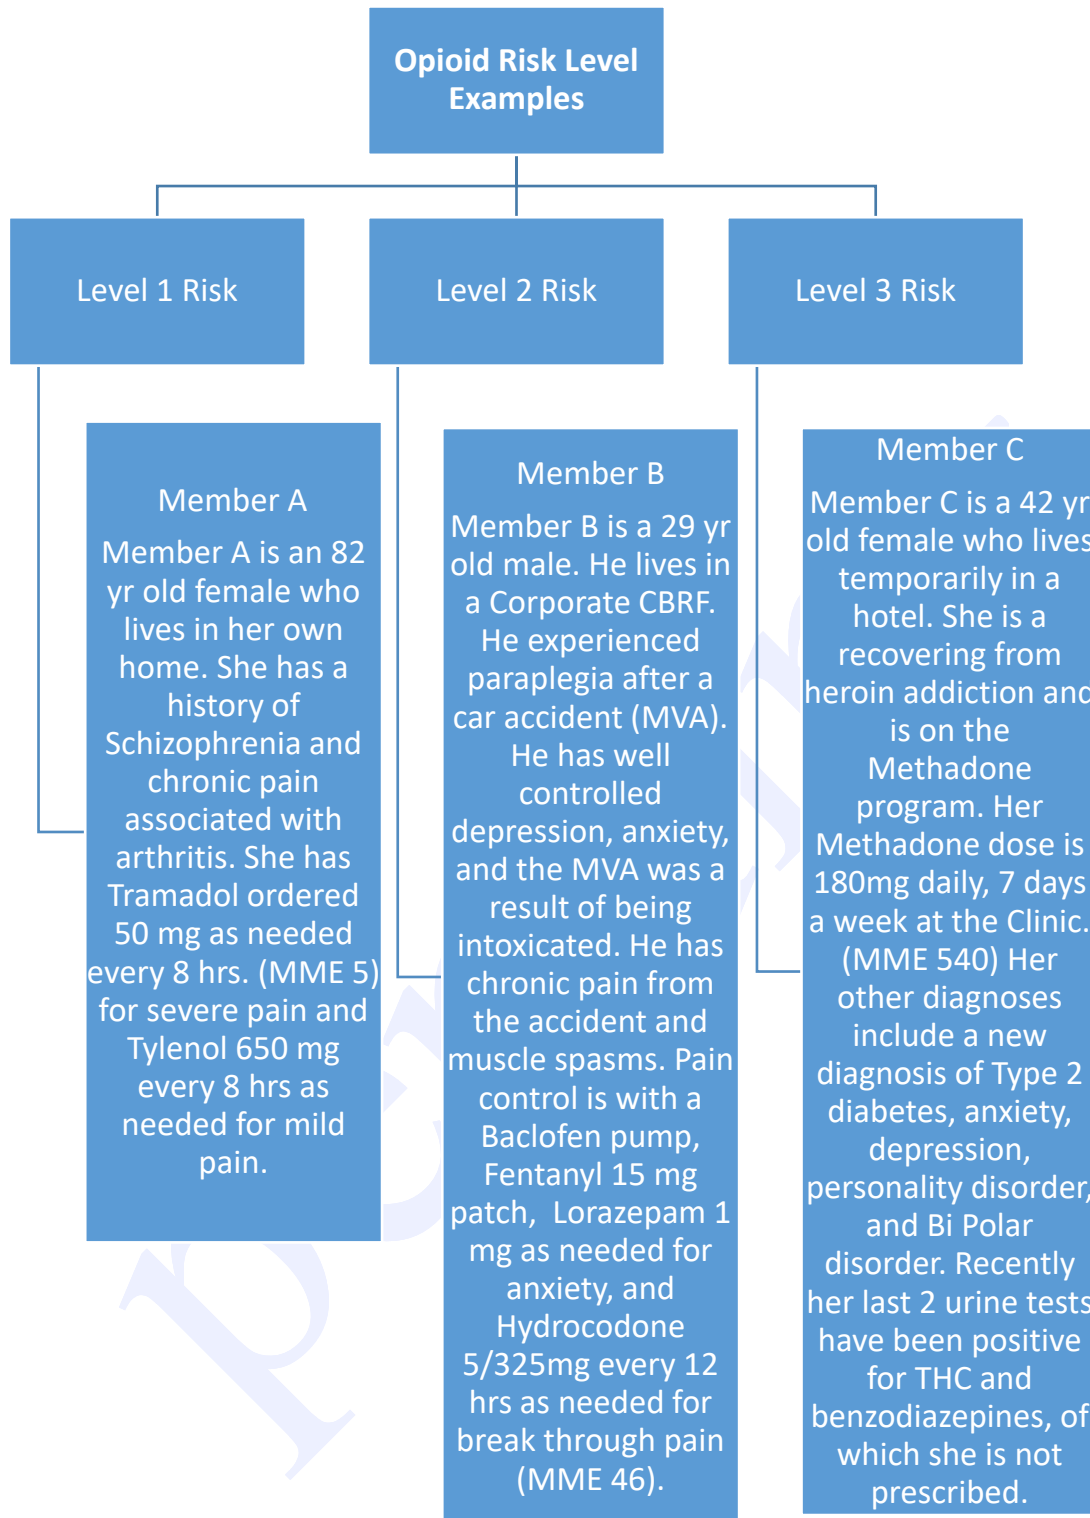 Opioid Risk Level
Examples
Level 1 Risk
Level 2 Risk
Level 3 Risk
Member A
Member A is an 82
yr old female who
lives in her own
home. She has a
history of
Schizophrenia and
chronic pain
associated with
arthritis. She has
Tramadol ordered
50 mg as needed
every 8 hrs. (MME 5)
for severe pain and
Tylenol 650 mg
every 8 hrs as
needed for mild
pain.
Member B
Member B is a 29 yr
old male. He lives in
a Corporate CBRF.
He experienced
paraplegia after a
car accident (MVA).
He has well
controlled
depression, anxiety,
and the MVA was a
result of being
intoxicated. He has
chronic pain from
the accident and
muscle spasms. Pain
control is with a
Baclofen pump,
Fentanyl 15 mg
patch, Lorazepam 1
mg as needed for
anxiety, and
Hydrocodone
5/325mg every 12
hrs as needed for
break through pain
(MME 46).
Member C
Member C is a 42 yr
old female who lives
temporarily in a
hotel. She is a
recovering from
heroin addiction and
is on the
Methadone
program. Her
Methadone dose is
180mg daily, 7 days
a week at the Clinic.
(MME 540) Her
other diagnoses
include a new
diagnosis of Type 2
diabetes, anxiety,
depression,
personality disorder,
and Bi Polar
disorder. Recently
her last 2 urine tests
have been positive
for THC and
benzodiazepines, of
which she is not
prescribed.